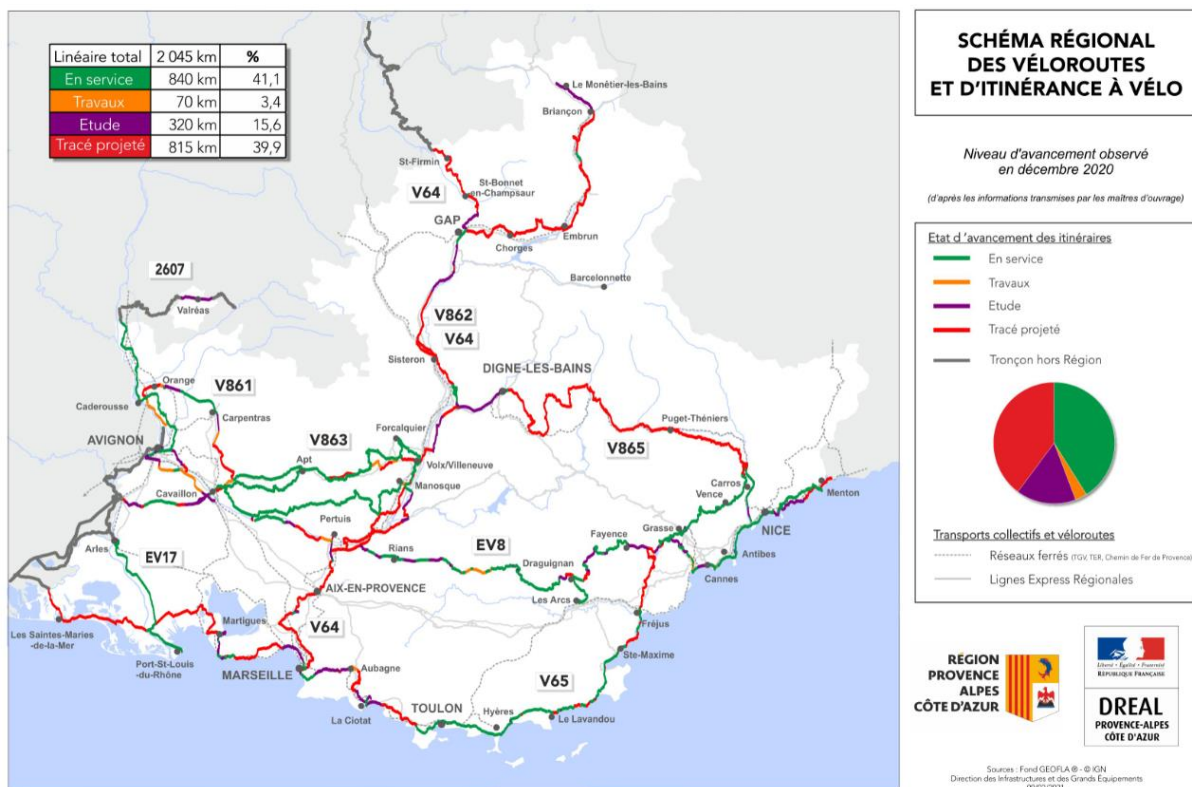 Linéaire total 2 045 km %
En service 840 km 41,1
Travaux 70 km 3,4
Etude 320 km 15,6
Tracé projeté 815 km 39,9
SCHÉMA RÉGIONAL
DES VÉLOROUTES
ET D'ITINÉRANCE À VÉLO
Niveau d'avancement observé
en décembre 2020
(d'après les informations transmises par les maîtres d'ouvrage)
Etat d 'avancement des itinéraires
En service
Travaux
Etude
Tracé projeté
Tronçon hors Région
Transports collectifs et véloroutes
Réseaux ferrés (TGV, TER, Chemin de Fer de Provence)
Lignes Express Régionales
Le Monêtier-les-Bains
Briançon
St-Firmin
St-Bonnet
en-Champsaur
V64
GAP
Embrun
Chorges
Barcelonnette
2607
Valréas
V862
V64
Sisteron
DIGNE-LES-BAINS
Orange
V861
Caderousse
Carpentras
Puget-Théniers
Forcalquier
AVIGNON
V863
V865
Apt
Volx/Villeneuve
Cavaillon
Manosque
Carros
Vence
Menton
Pertuis
NICE
Grasse
Fayence
Arles
Rians
EV8
EV17
Draguignan
Antibes
Cannes
AIX-EN-PROVENCE
Les Arcs
Fréjus
Martigues
V64
Les Saintes-Maries
-de-la-Mer
Ste-Maxime
Port-St-Louis
-du-Rhône
MARSEILLE
Aubagne
V65
TOULON
Hyères
La Ciotat
Le Lavandou
RÉGION
PROVENCE
ALPES
CÔTE D'AZUR
Liberté • Égalité • Fraternité
RÉPUBLIQUE FRANÇAISE
DREAL
PROVENCE-ALPES
CÔTE D'AZUR
Sources : Fond GEOFLA ® - © IGN
Direction des Infrastructures et des Grands Équipements